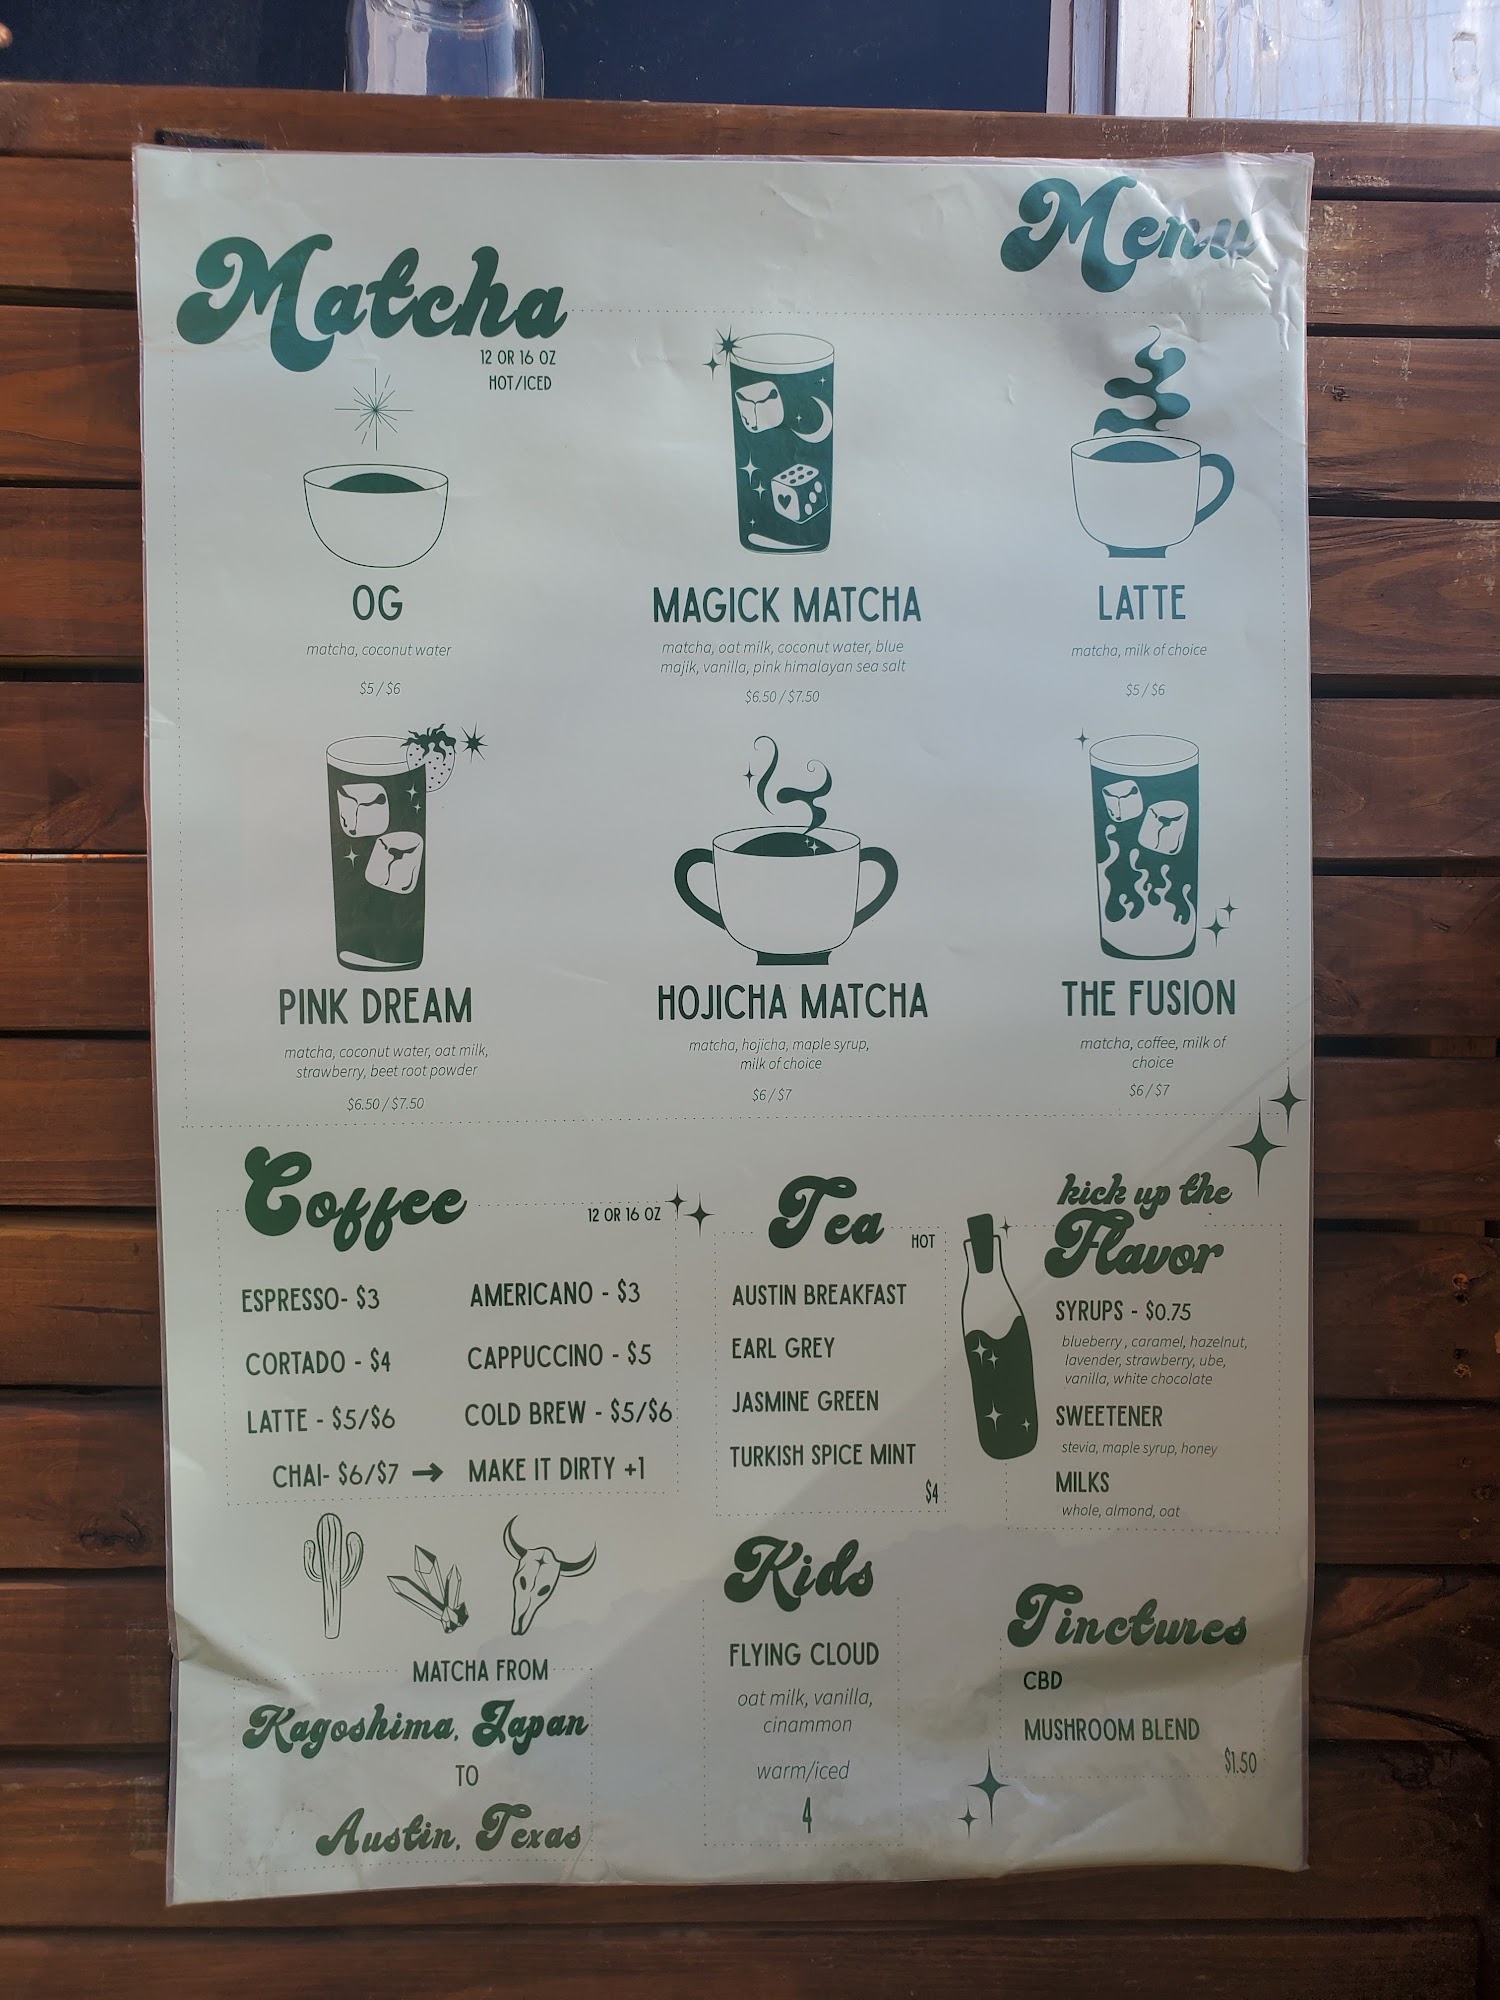 Menu
Matcha
12 OR 16 OZ
HOT/ICED
OG
matcha, coconut water
$5 / $6
MAGICK MATCHA
matcha, oat milk, coconut water, blue
majik, vanilla, pink himalayan sea salt
$6.50 / $7.50
LATTE
matcha, milk of choice
$5 / $6
PINK DREAM
matcha, coconut water, oat milk,
strawberry, beet root powder
$6.50 / $7.50
HOJICHA MATCHA
matcha, hojicha, maple syrup,
milk of choice
$6 / $7
THE FUSION
matcha, coffee, milk of
choice
$6 / $7
Coffee
12 OR 16 OZ
ESPRESSO- $3
AMERICANO - $3
CORTADO - $4
CAPPUCCINO - $5
LATTE - $5/$6
COLD BREW - $5/$6
CHAI- $6/$7 → MAKE IT DIRTY +1
Tea
HOT
AUSTIN BREAKFAST
EARL GREY
JASMINE GREEN
TURKISH SPICE MINT
$4
kick up the
Flavor
SYRUPS - $0.75
blueberry , caramel, hazelnut,
lavender, strawberry, ube,
vanilla, white chocolate
SWEETENER
stevia, maple syrup, honey
MILKS
whole, almond, oat
MATCHA FROM
Kagoshima, Japan
TO
Austin, Texas
Kids
FLYING CLOUD
oat milk, vanilla,
cinammon
warm/iced
4
Tinctures
CBD
MUSHROOM BLEND
$1.50